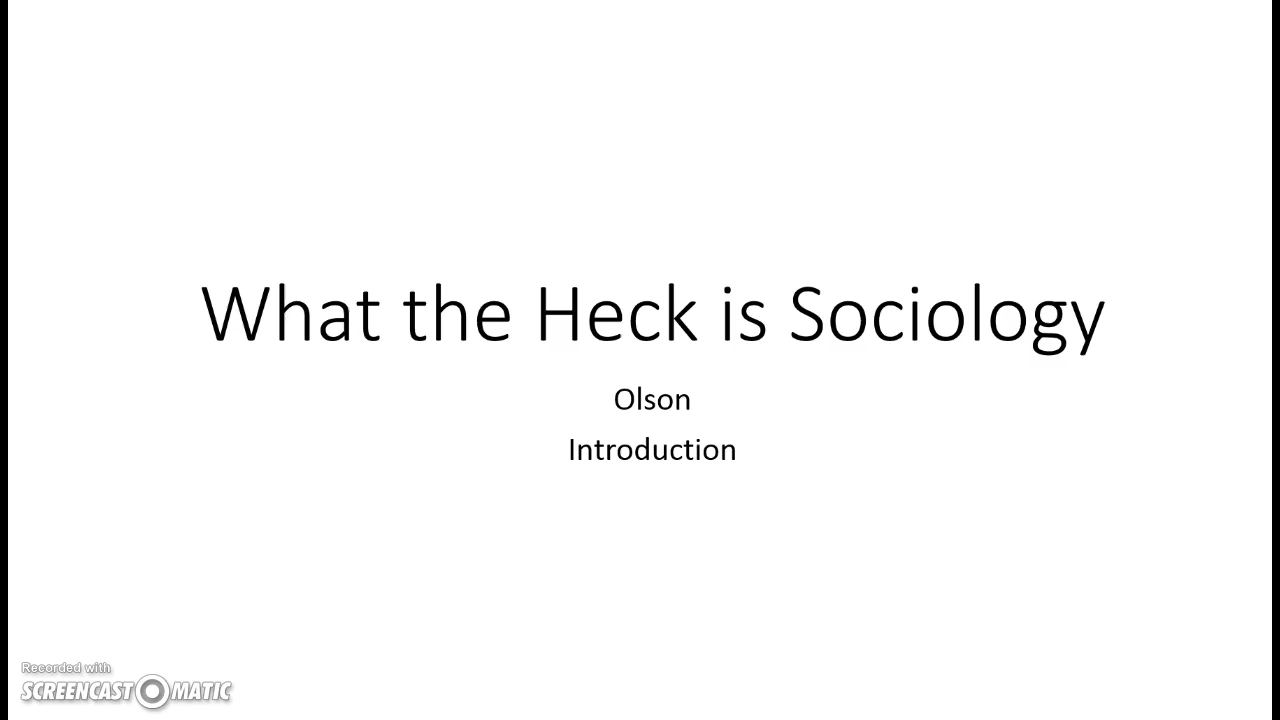 What the Heck is Sociology
Olson
Introduction
Recorded with
SCREENCAST MATIC